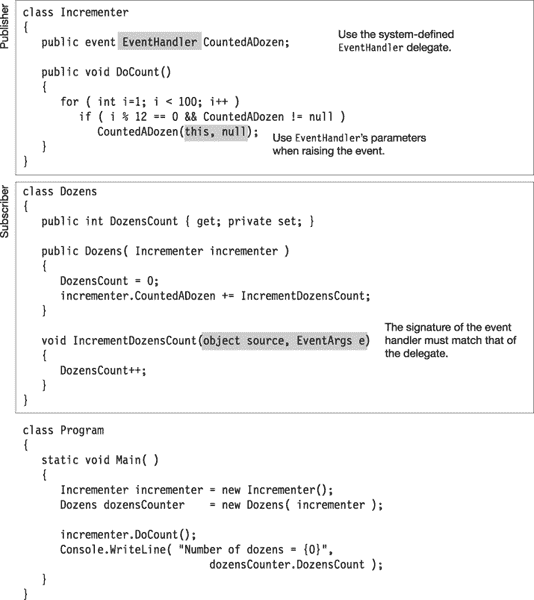 Publisher
class Incrementer
{
public event EventHandler CountedADozen;
Use the system-defined
EventHandler delegate.
public void DoCount()
{
for ( int i=1; i < 100; i++ )
if ( i % 12 == 0 && CountedADozen != null )
CountedADozen(this, null);
Use EventHandler's parameters
when raising the event.
}
}
Subscriber
class Dozens
{
public int DozensCount { get; private set; }
public Dozens( Incrementer incrementer )
{
DozensCount = 0;
incrementer.CountedADozen += IncrementDozensCount;
}
void IncrementDozensCount(object source, EventArgs e)
The signature of the event
handler must match that of
the delegate.
{
DozensCount++;
}
}
class Program
{
static void Main( )
{
Incrementer incrementer = new Incrementer();
Dozens dozensCounter = new Dozens( incrementer );
incrementer.DoCount();
Console.WriteLine( "Number of dozens = {0}",
dozensCounter.DozensCount );
}
}